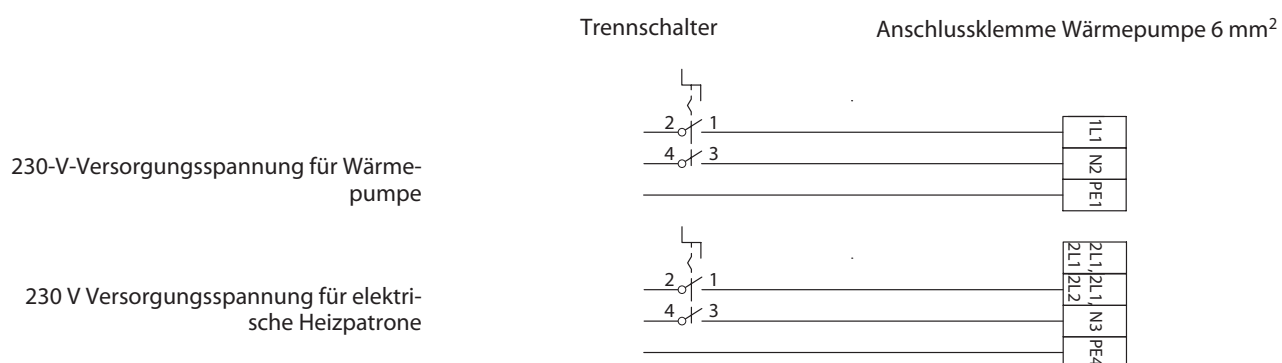 Trennschalter
Anschlussklemme Wärmepumpe 6 mm²
230-V-Versorgungsspannung für Wärme-
pumpe
2 1
4 3
1L1
N2
PE1
230 V Versorgungsspannung für elektri-
sche Heizpatrone
2 1
4 3
2L1,2L1,
2L1 2L2
N3
PE4